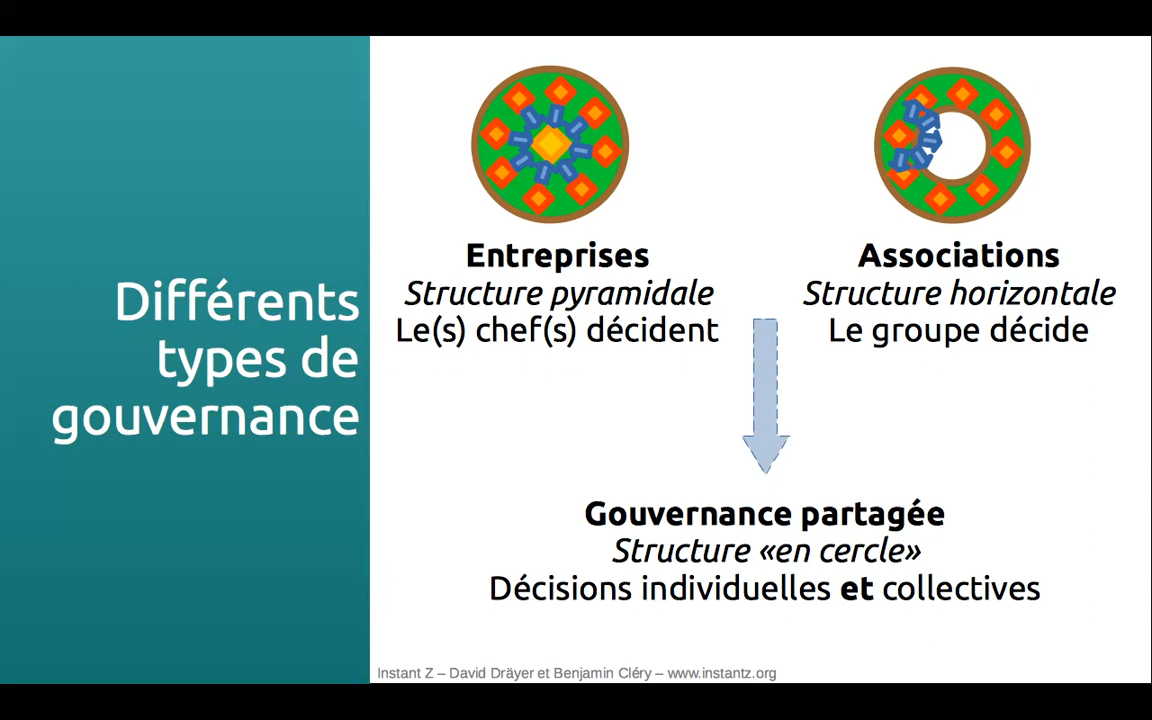 Différents
types de
gouvernance
Entreprises
Structure pyramidale
Le(s) chef(s) décident
Associations
Structure horizontale
Le groupe décide
Gouvernance partagée
Structure «en cercle»
Décisions individuelles et collectives
Instant Z – David Dräyer et Benjamin Cléry – www.instantz.org